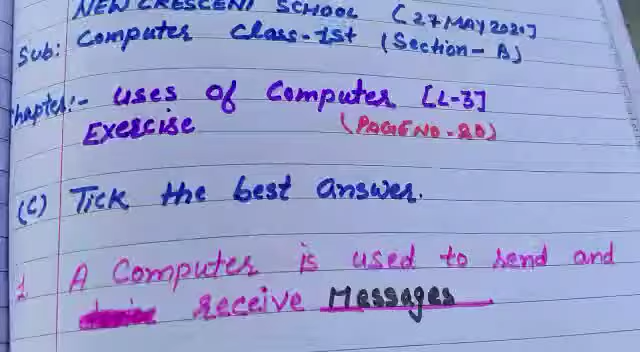 NEW CRESCENT SCHOOL [27 MAY 2020]
Sub: Computer Class-1st (Section-A)
Chapter:- Uses of Computer [L-3]
Exercise (PAGE NO-20)
(C) Tick the best answer.
1 A Computer is used to send and
receive Messages